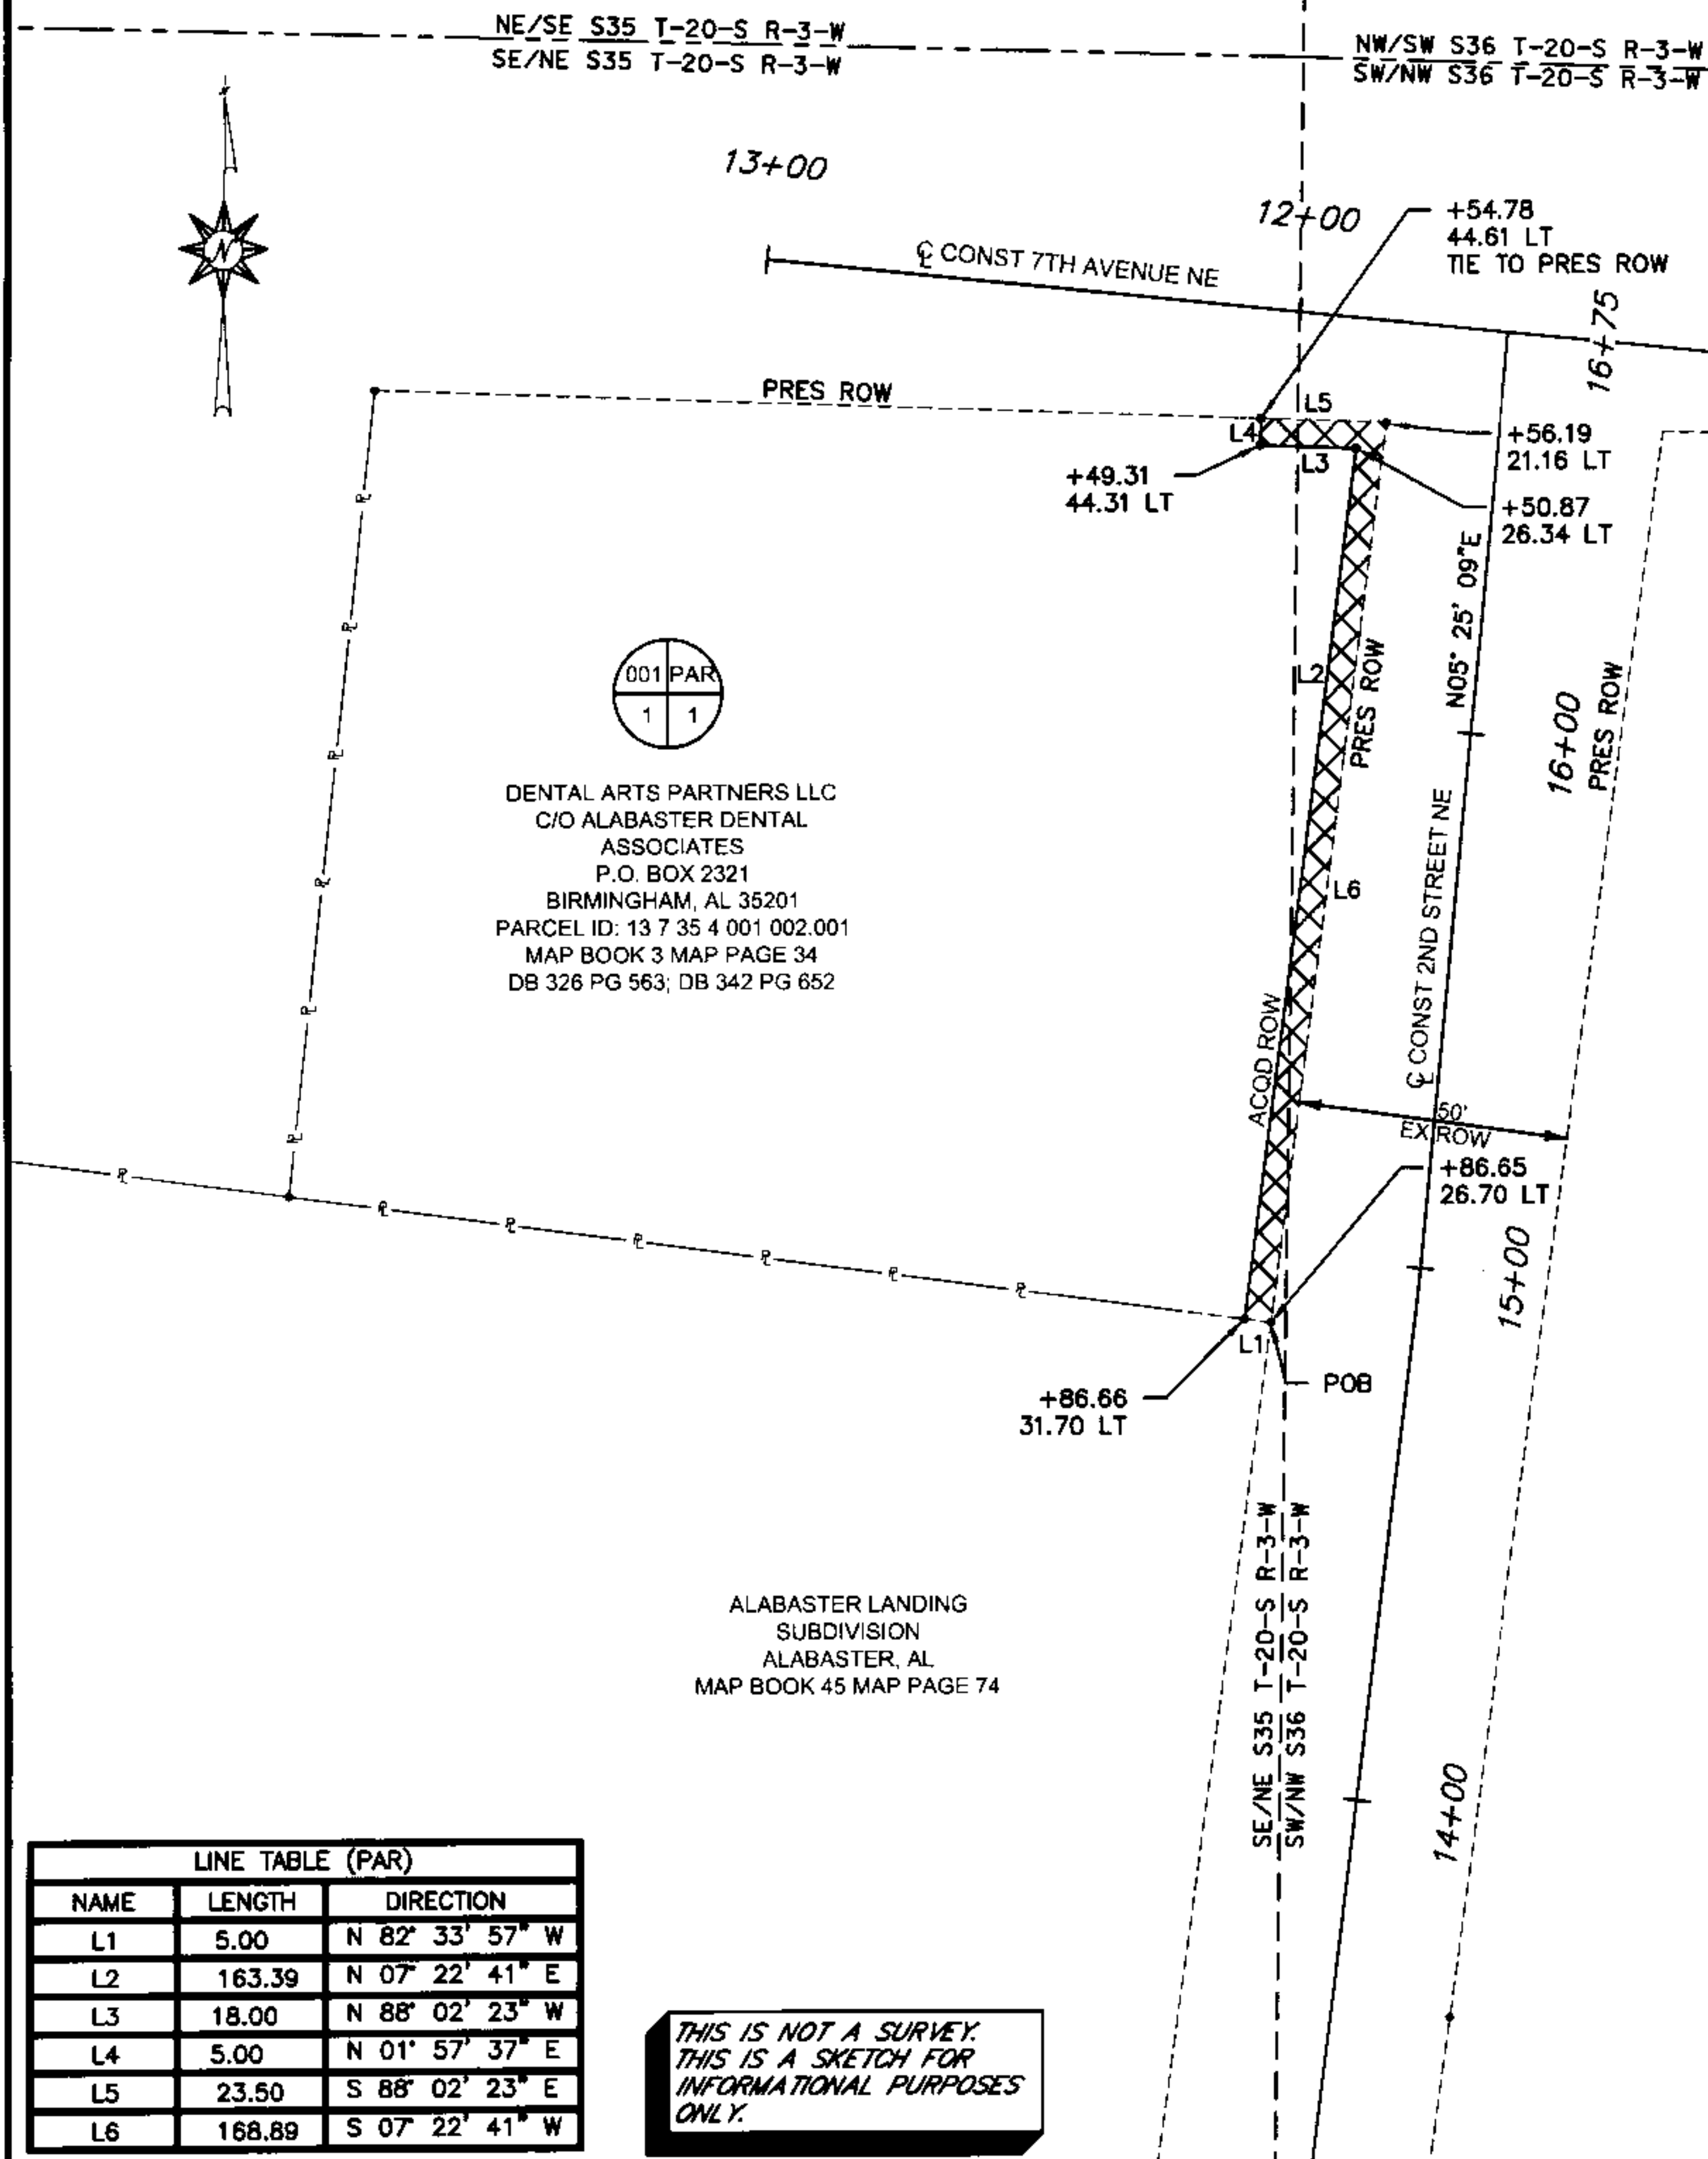 NE/SE S35 T-20-S R-3-W
SE/NE S35 T-20-S R-3-W
NW/SW S36 T-20-S R-3-W
SW/NW S36 T-20-S R-3-W
N
13+00
12+00
℄ CONST 7TH AVENUE NE
+54.78
44.61 LT
TIE TO PRES ROW
16+75
PRES ROW
L5
L4
L3
+56.19
21.16 LT
+49.31
44.31 LT
+50.87
26.34 LT
N05° 25' 09"E
L2
PRES ROW
16+00
PRES ROW
001 PAR
1 1
DENTAL ARTS PARTNERS LLC
C/O ALABASTER DENTAL
ASSOCIATES
P.O. BOX 2321
BIRMINGHAM, AL 35201
PARCEL ID: 13 7 35 4 001 002.001
MAP BOOK 3 MAP PAGE 34
DB 326 PG 563; DB 342 PG 652
L6
℄ CONST 2ND STREET NE
ACQD ROW
50'
EX ROW
+86.65
26.70 LT
15+00
L1
POB
+86.66
31.70 LT
SE/NE S35 T-20-S R-3-W
SW/NW S36 T-20-S R-3-W
ALABASTER LANDING
SUBDIVISION
ALABASTER, AL
MAP BOOK 45 MAP PAGE 74
14+00
LINE TABLE (PAR)
NAME LENGTH DIRECTION
L1 5.00 N 82° 33' 57" W
L2 163.39 N 07° 22' 41" E
L3 18.00 N 88° 02' 23" W
L4 5.00 N 01° 57' 37" E
L5 23.50 S 88° 02' 23" E
L6 168.89 S 07° 22' 41" W
THIS IS NOT A SURVEY.
THIS IS A SKETCH FOR
INFORMATIONAL PURPOSES
ONLY.